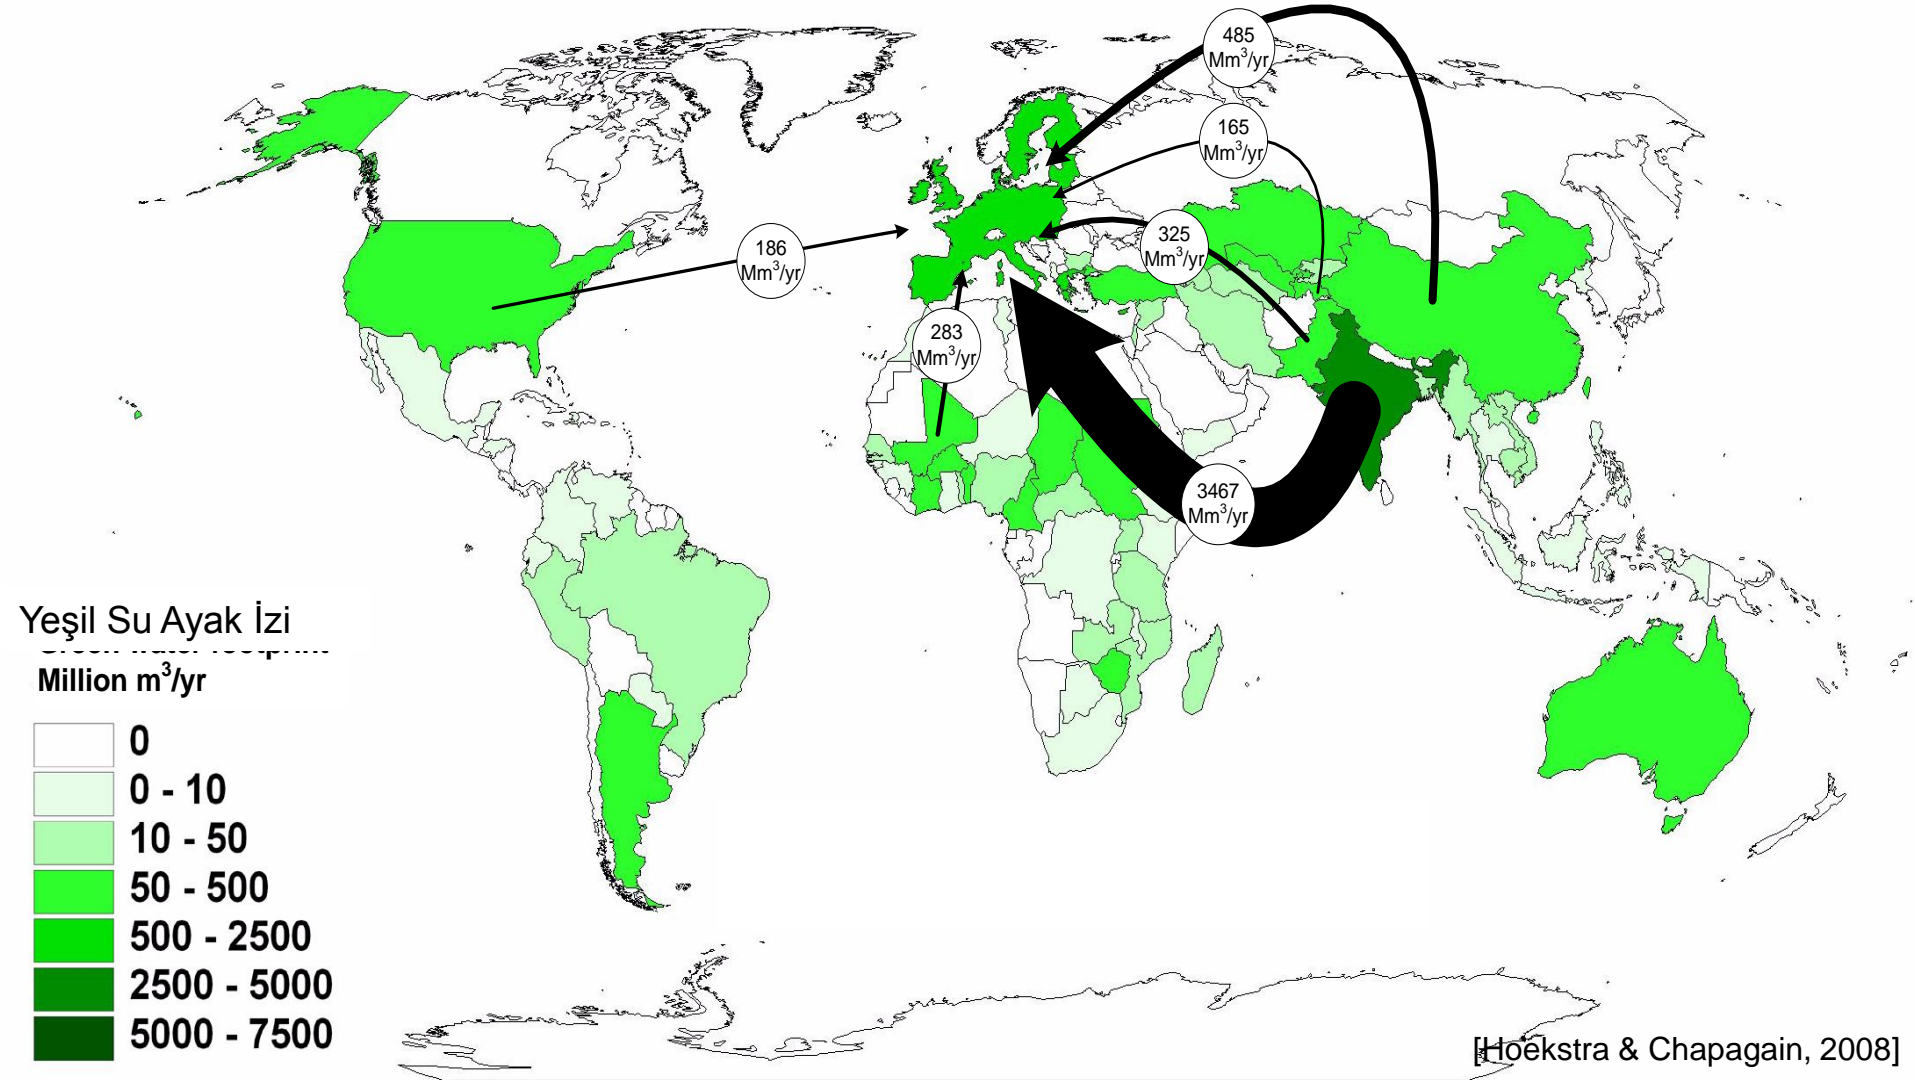 485
Mm³/yr
165
Mm³/yr
325
Mm³/yr
186
Mm³/yr
283
Mm³/yr
3467
Mm³/yr
Yeşil Su Ayak İzi
Million m³/yr
0
0 - 10
10 - 50
50 - 500
500 - 2500
2500 - 5000
5000 - 7500
[Hoekstra & Chapagain, 2008]